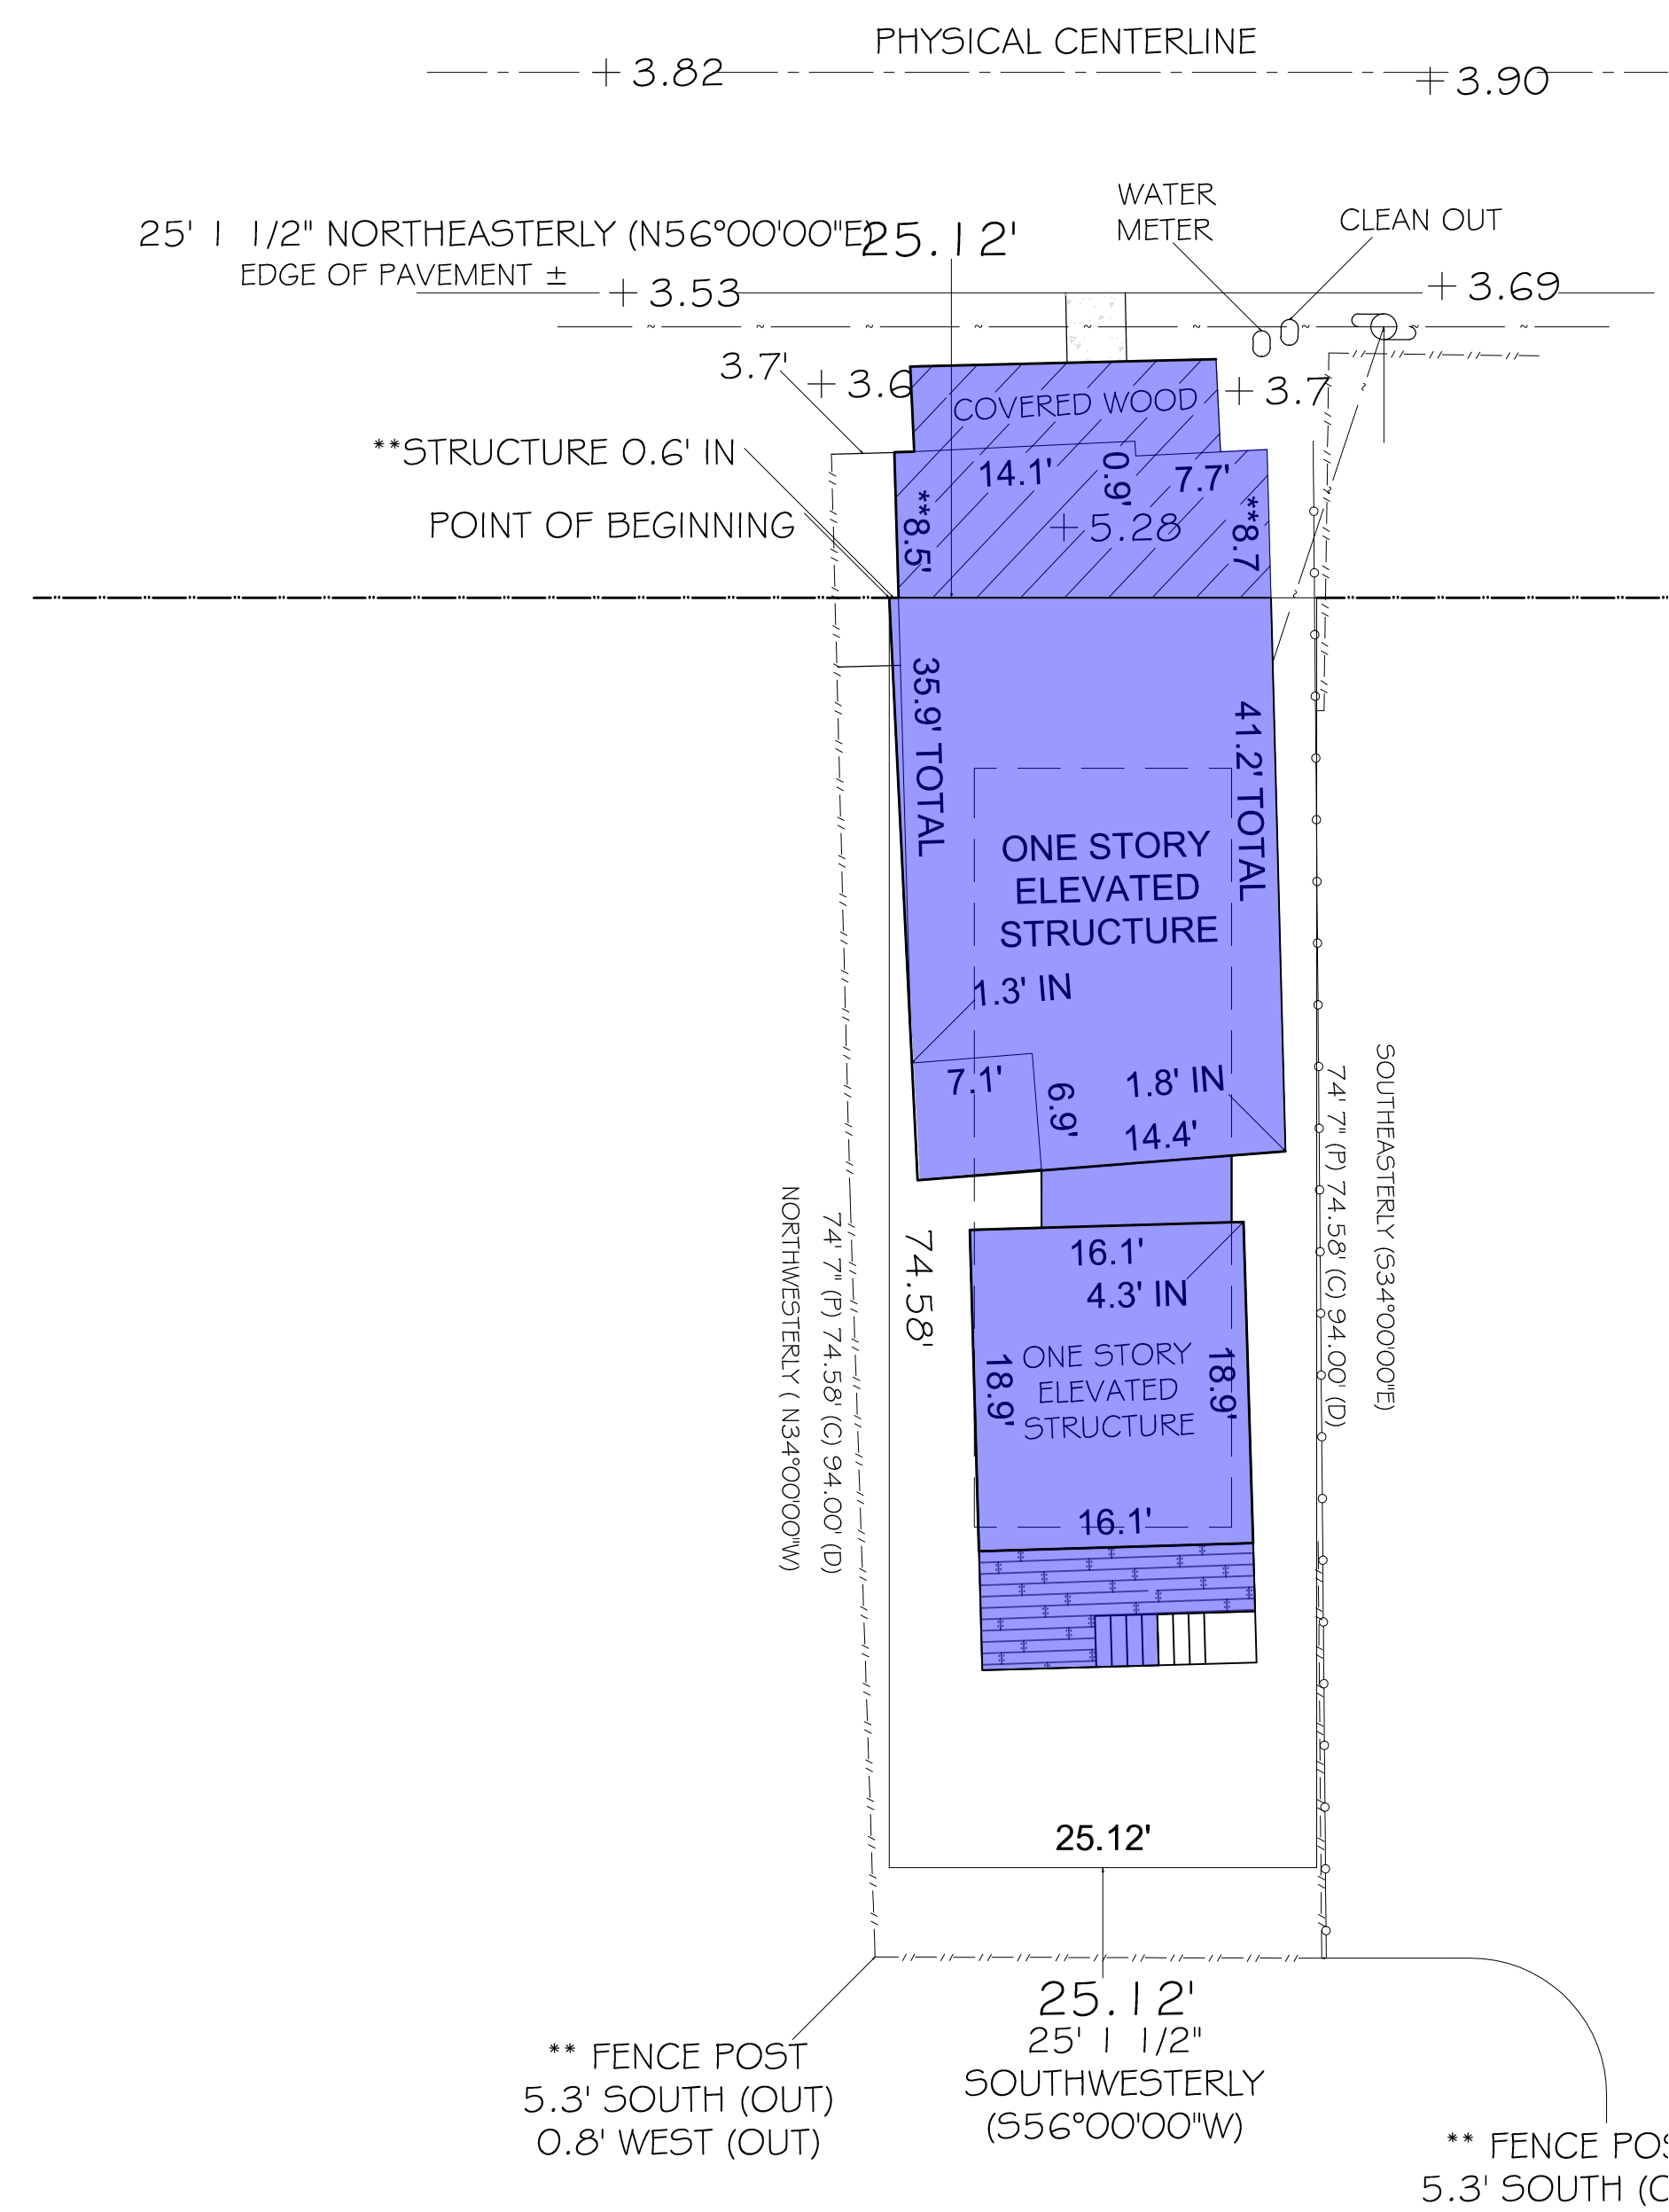 PHYSICAL CENTERLINE
+ 3.82
+ 3.90
25' 1 1/2" NORTHEASTERLY (N56°00'00"E)
25.12'
WATER
METER
CLEAN OUT
EDGE OF PAVEMENT ±
+ 3.53
+ 3.69
3.7'
+ 3.6
+ 3.7
COVERED WOOD
**STRUCTURE 0.6' IN
14.1'
0.9'
7.7'
**8.5'
**8.7
+ 5.28
POINT OF BEGINNING
35.9' TOTAL
41.2' TOTAL
ONE STORY
ELEVATED
STRUCTURE
1.3' IN
7.1'
6.9'
1.8' IN
14.4'
SOUTHEASTERLY (S34°00'00"E)
74' 7" (P) 74.58' (C) 94.00' (D)
NORTHWESTERLY ( N34°00'00"W)
74' 7" (P) 74.58' (C) 94.00' (D)
74.58'
16.1'
4.3' IN
ONE STORY
ELEVATED
STRUCTURE
18.9'
18.9'
16.1'
25.12'
25.12'
25' 1 1/2"
SOUTHWESTERLY
(S56°00'00"W)
** FENCE POST
5.3' SOUTH (OUT)
0.8' WEST (OUT)
** FENCE POS
5.3' SOUTH (O